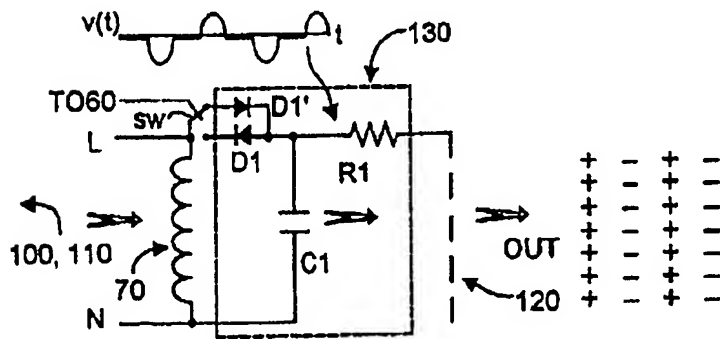 v(t)
t
130
TO60
D1'
SW
L
D1
R1
+ - + -
+ - + -
+ - + -
100, 110
OUT
+ - + -
70
C1
+ - + -
+ - + -
N
120
+ - + -